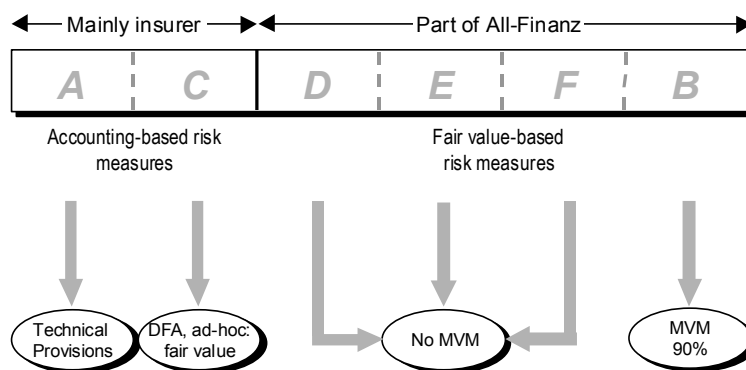 Mainly insurer Part of All-Finanz
A C D E F B
Accounting-based risk measures
Fair value-based risk measures
Technical Provisions
DFA, ad-hoc: fair value
No MVM
MVM 90%